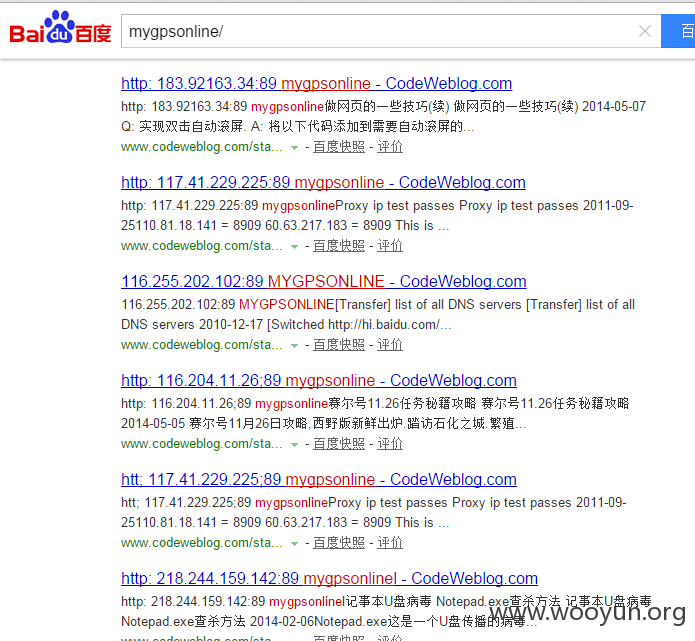 Bai du 百度
mygpsonline/
百
http: 183.92163.34:89 mygpsonline - CodeWeblog.com
http: 183.92163.34:89 mygpsonline做网页的一些技巧(续) 做网页的一些技巧(续) 2014-05-07
Q: 实现双击自动滚屏. A: 将以下代码添加到需要自动滚屏的...
www.codeweblog.com/sta... - 百度快照 - 评价
http: 117.41.229.225:89 mygpsonline - CodeWeblog.com
http: 117.41.229.225:89 mygpsonlineProxy ip test passes Proxy ip test passes 2011-09-
25110.81.18.141 = 8909 60.63.217.183 = 8909 This is ...
www.codeweblog.com/sta... - 百度快照 - 评价
116.255.202.102:89 MYGPSONLINE - CodeWeblog.com
116.255.202.102:89 MYGPSONLINE[Transfer] list of all DNS servers [Transfer] list of all
DNS servers 2010-12-17 [Switched http://hi.baidu.com/...
www.codeweblog.com/sta... - 百度快照 - 评价
http: 116.204.11.26;89 mygpsonline - CodeWeblog.com
http: 116.204.11.26;89 mygpsonline赛尔号11.26任务秘籍攻略 赛尔号11.26任务秘籍攻略
2014-05-05 赛尔号11月26日攻略,西野版新鲜出炉.踏访石化之城.繁殖...
www.codeweblog.com/sta... - 百度快照 - 评价
htt; 117.41.229.225;89 mygpsonline - CodeWeblog.com
htt; 117.41.229.225;89 mygpsonlineProxy ip test passes Proxy ip test passes 2011-09-
25110.81.18.141 = 8909 60.63.217.183 = 8909 This is ...
www.codeweblog.com/sta... - 百度快照 - 评价
http: 218.244.159.142:89 mygpsonlinel - CodeWeblog.com
http: 218.244.159.142:89 mygpsonlinel记事本U盘病毒 Notepad.exe查杀方法 记事本U盘病毒
Notepad.exe查杀方法 2014-02-06Notepad.exe这是一个U盘传播的病毒...
www.codeweblog.com/sta... - 百度快照 - 评价
www.wooyun.org